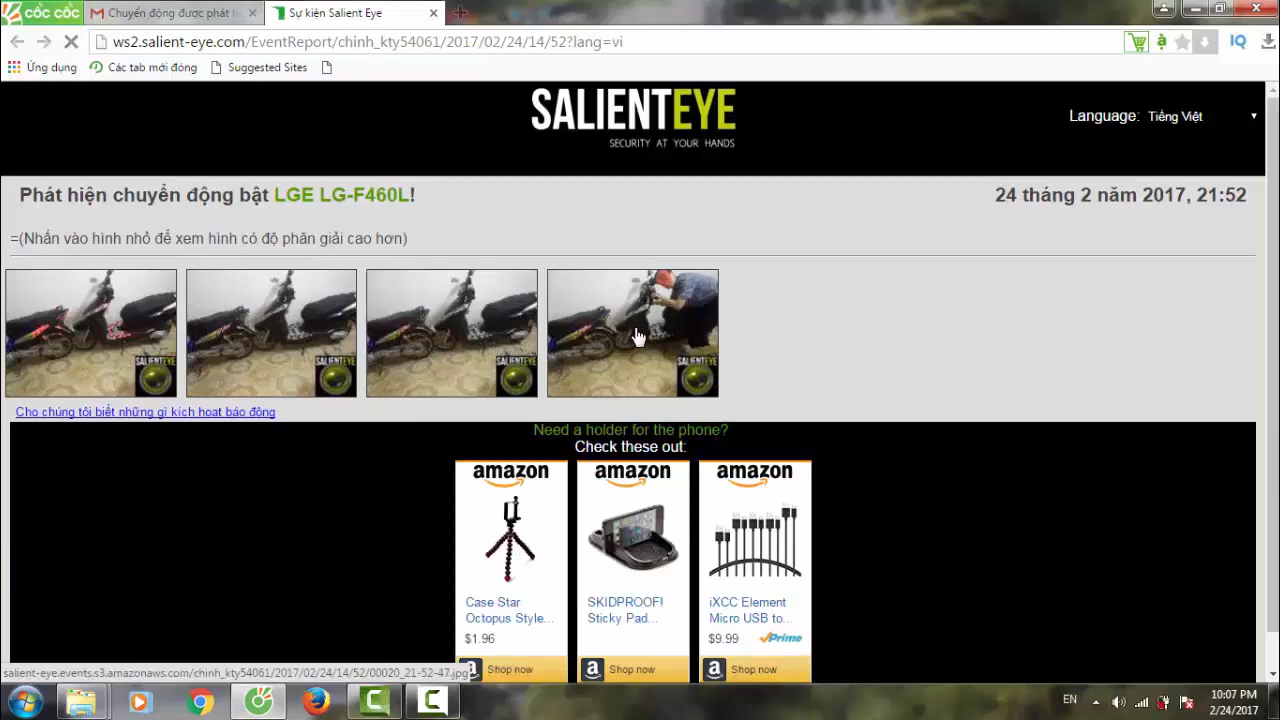 cốc cốc
Chuyển động được phát h
Sự kiện Salient Eye
ws2.salient-eye.com/EventReport/chinh_kty54061/2017/02/24/14/52?lang=vi
IQ
Ứng dụng
Các tab mới đóng
Suggested Sites
SALIENTEYE
SECURITY AT YOUR HANDS
Language: Tiếng Việt
Phát hiện chuyển động bật LGE LG-F460L!
24 tháng 2 năm 2017, 21:52
=(Nhấn vào hình nhỏ để xem hình có độ phân giải cao hơn)
SALIENTEYE
SALIENTEYE
SALIENTEYE
SALIENTEYE
Cho chúng tôi biết những gì kích hoạt báo động
Need a holder for the phone?
Check these out:
amazon
amazon
amazon
Case Star
Octopus Style...
$1.96
Shop now
SKIDPROOF!
Sticky Pad...
Shop now
iXCC Element
Micro USB to...
$9.99
Prime
Shop now
salient-eye.events.s3.amazonaws.com/chinh_kty54061/2017/02/24/14/52/00020_21-52-47.jpg
EN
10:07 PM
2/24/2017